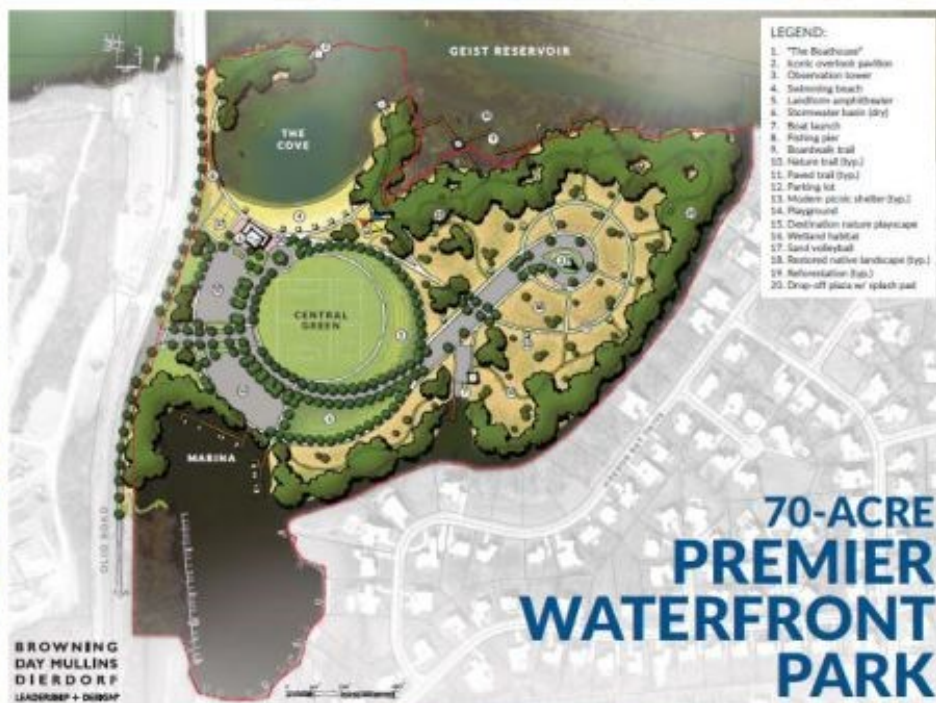 GEIST RESERVOIR
THE
COVE
CENTRAL
GREEN
MARINA
OLIO ROAD
LEGEND:
1. "The Boathouse"
2. Iconic overlook pavilion
3. Observation tower
4. Swimming beach
5. Landform amphitheater
6. Stormwater basin (dry)
7. Boat launch
8. Fishing pier
9. Boardwalk trail
10. Nature trail (typ.)
11. Paved trail (typ.)
12. Parking lot
13. Modern picnic shelter (typ.)
14. Playground
15. Destination nature playscape
16. Wetland habitat
17. Sand volleyball
18. Restored native landscape (typ.)
19. Reforestation (typ.)
20. Drop-off plaza w/ splash pad
70-ACRE
PREMIER
WATERFRONT
PARK
BROWNING
DAY MULLINS
DIERDORF
LEADERSHIP + DESIGN